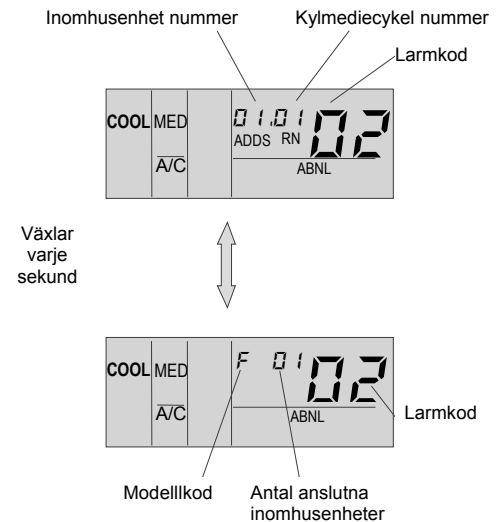 Inomhusenhet nummer
Kylmediecykel nummer
Larmkod
COOL MED 01.01 02
ADDS RN
A/C ABNL
Växlar
varje
sekund
COOL MED F 01 02
A/C ABNL
Larmkod
Modelllkod
Antal anslutna
inomhusenheter